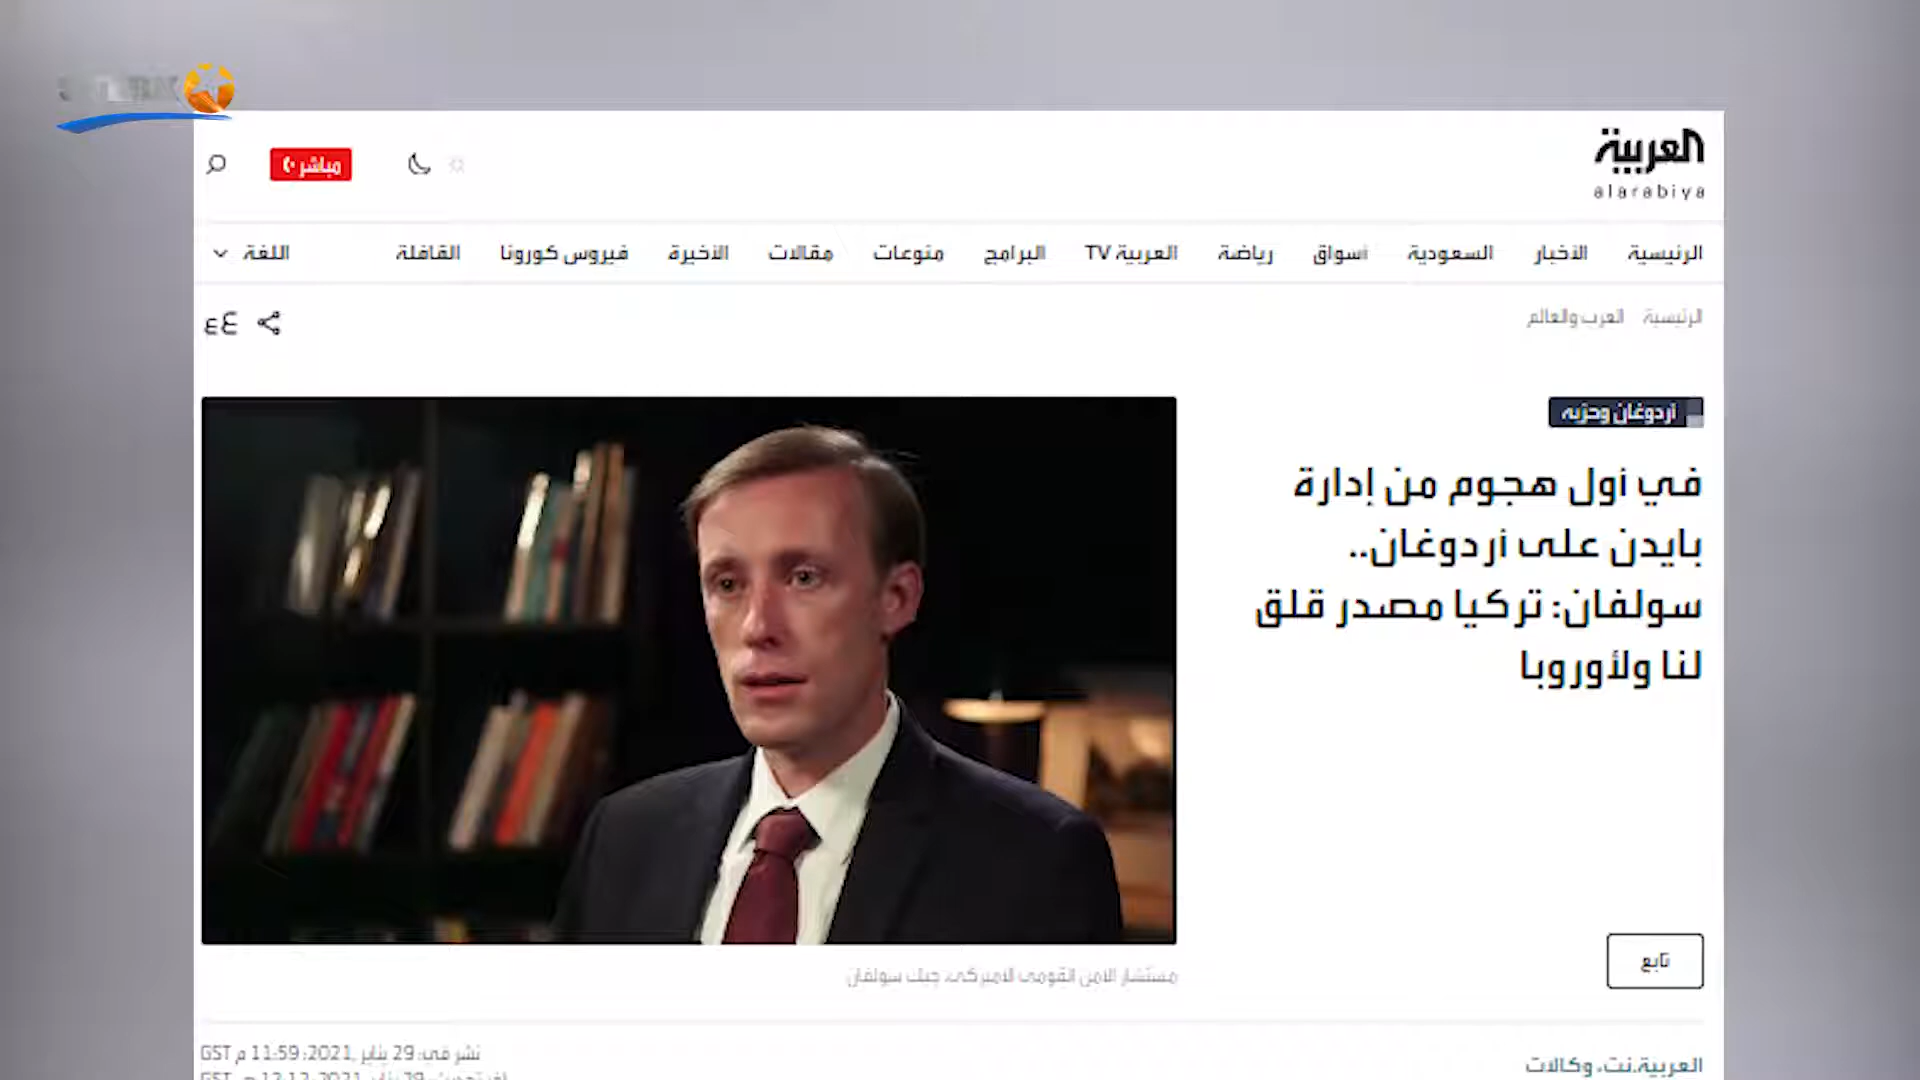 العربية
alarabiya
مباشر
الرئيسية الأخبار السعودية أسواق رياضة العربية TV البرامج منوعات مقالات الأخيرة فيروس كورونا القافلة اللغة
الرئيسية العرب والعالم
أردوغان وحزبه
في أول هجوم من إدارة
بايدن على أردوغان..
سولفان: تركيا مصدر قلق
لنا ولأوروبا
تابع
مستشار الأمن القومي الأميركي، جيك سولفان
العربية.نت، وكالات
نشر في: 29 يناير ,2021: 11:59 م GST